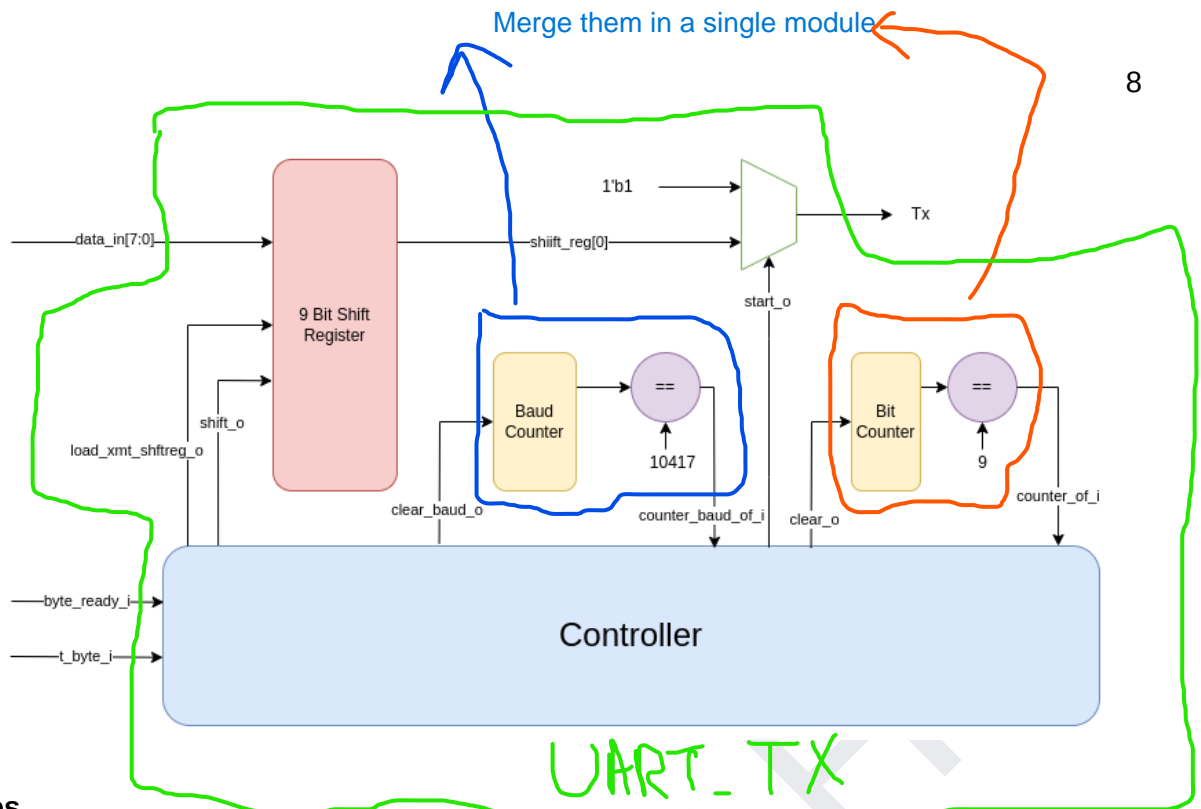 Merge them in a single module
8
1'b1
Tx
data_in[7:0]
shiift_reg[0]
9 Bit Shift
Register
start_o
Baud
Counter
==
Bit
Counter
==
shift_o
load_xmt_shftreg_o
10417
9
clear_baud_o
counter_baud_of_i
clear_o
counter_of_i
byte_ready_i
Controller
t_byte_i
UART_TX